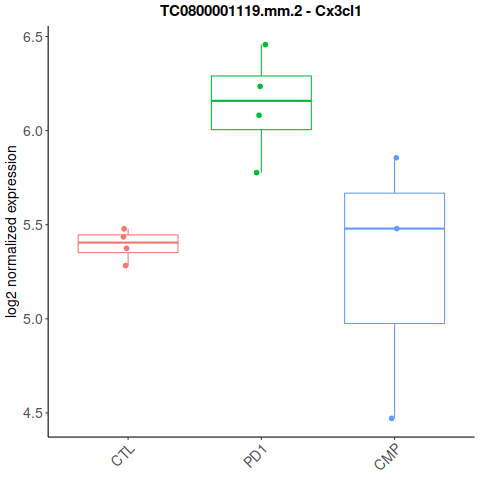 TC0800001119.mm.2 - Cx3cl1
log2 normalized expression
6.5
6.0
5.5
5.0
4.5
CTL
PD1
CMP